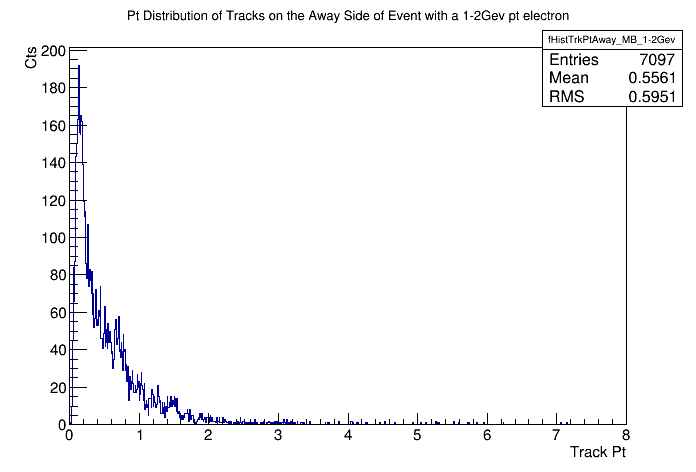 Pt Distribution of Tracks on the Away Side of Event with a 1-2Gev pt electron
fHistTrkPtAway_MB_1-2Gev
Entries 7097
Mean 0.5561
RMS 0.5951
Cts
200
180
160
140
120
100
80
60
40
20
0
0 1 2 3 4 5 6 7 8
Track Pt